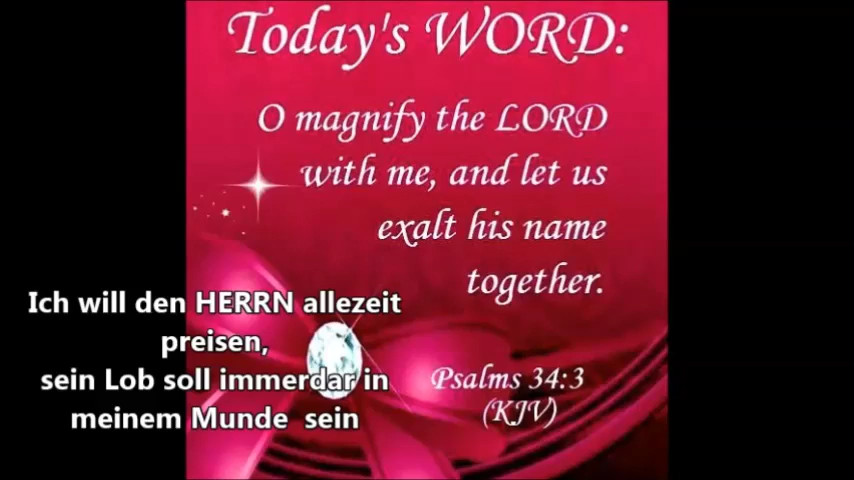 Today's WORD:
O magnify the LORD
with me, and let us
exalt his name
together.
Psalms 34:3
(KJV)
Ich will den HERRN allezeit
preisen,
sein Lob soll immerdar in
meinem Munde sein